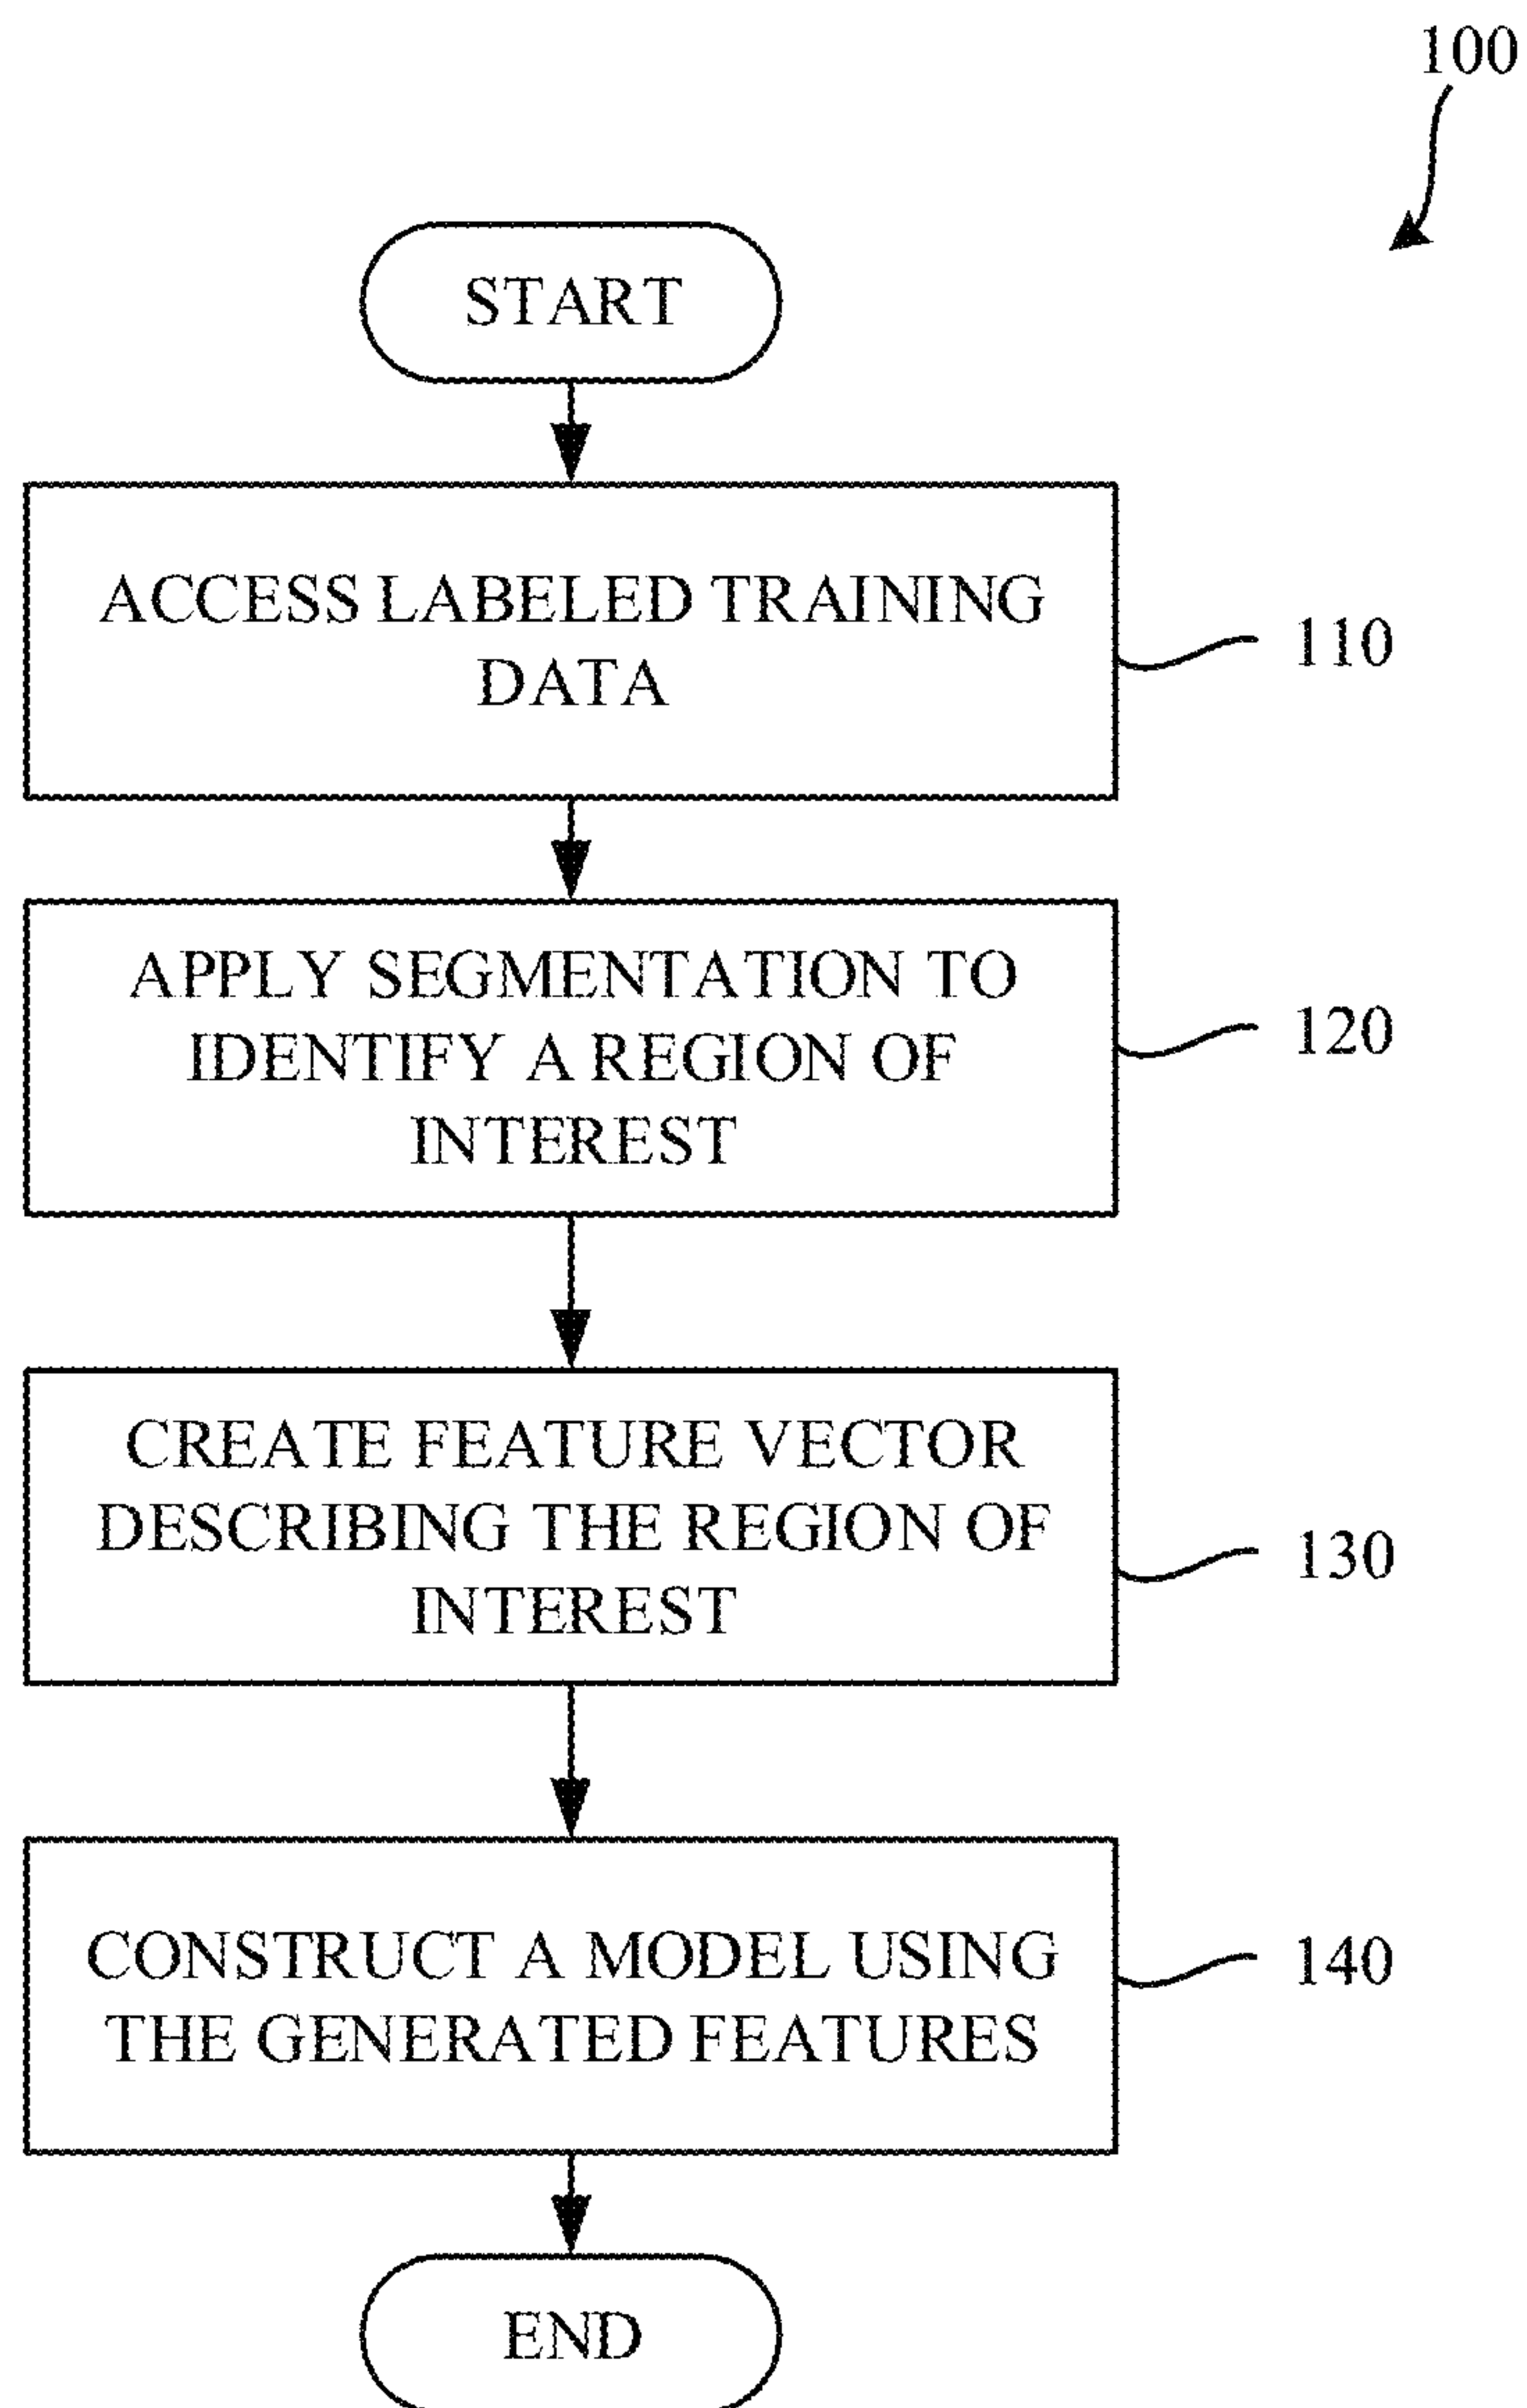 100
START
ACCESS LABELED TRAINING
DATA
110
APPLY SEGMENTATION TO
IDENTIFY A REGION OF
INTEREST
120
CREATE FEATURE VECTOR
DESCRIBING THE REGION OF
INTEREST
130
CONSTRUCT A MODEL USING
THE GENERATED FEATURES
140
END